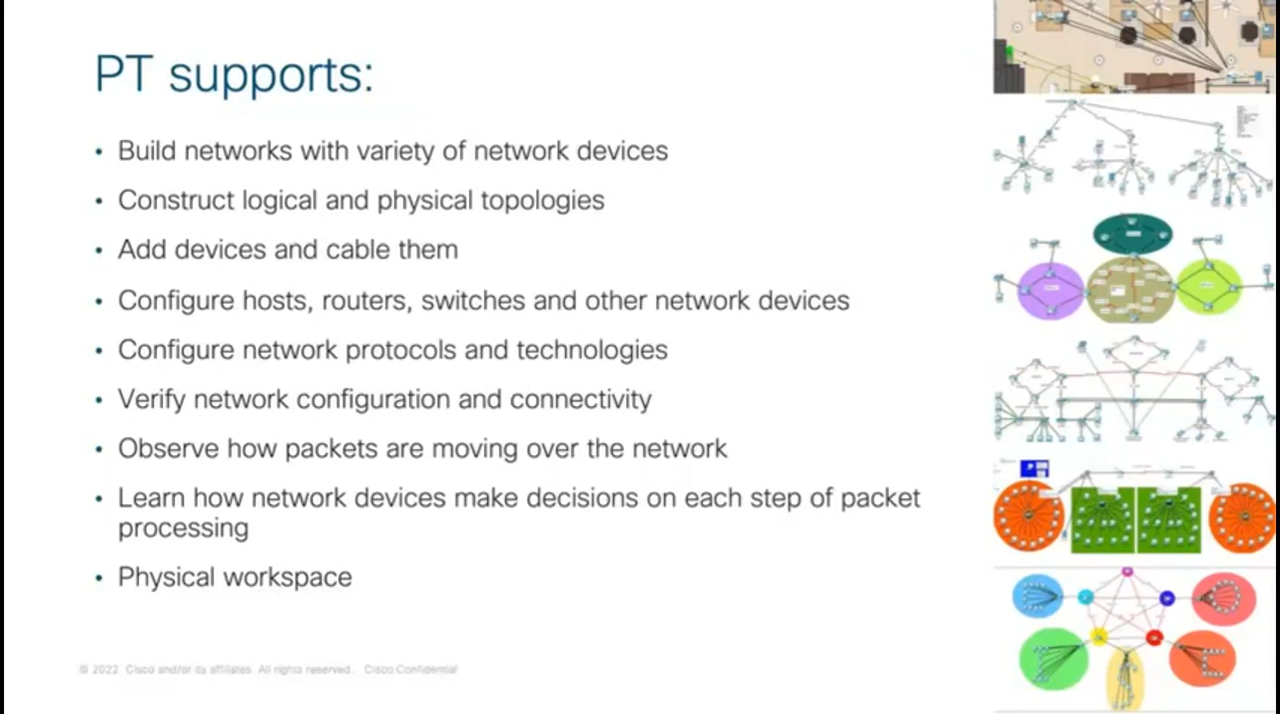 PT supports:
• Build networks with variety of network devices
• Construct logical and physical topologies
• Add devices and cable them
• Configure hosts, routers, switches and other network devices
• Configure network protocols and technologies
• Verify network configuration and connectivity
• Observe how packets are moving over the network
• Learn how network devices make decisions on each step of packet
processing
• Physical workspace
© 2022 Cisco and/or its affiliates. All rights reserved. Cisco Confidential